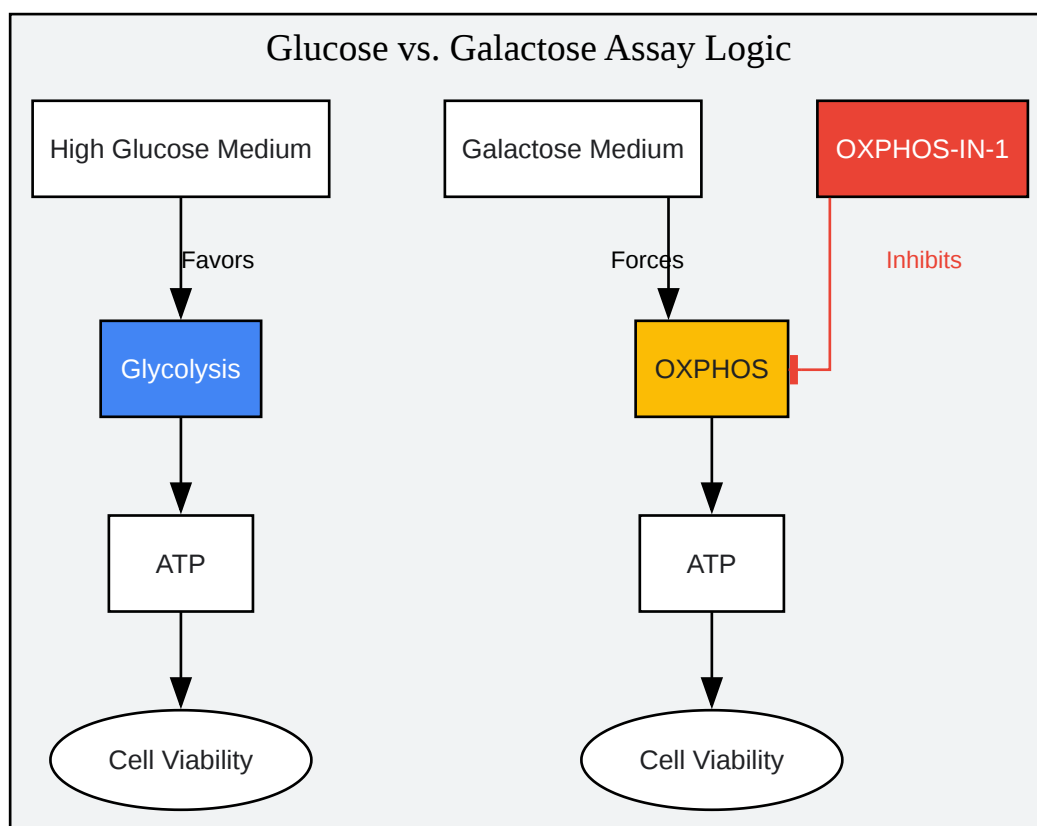 Glucose vs. Galactose Assay Logic
High Glucose Medium
Galactose Medium
OXPHOS-IN-1
Favors
Forces
Inhibits
Glycolysis
OXPHOS
ATP
ATP
Cell Viability
Cell Viability